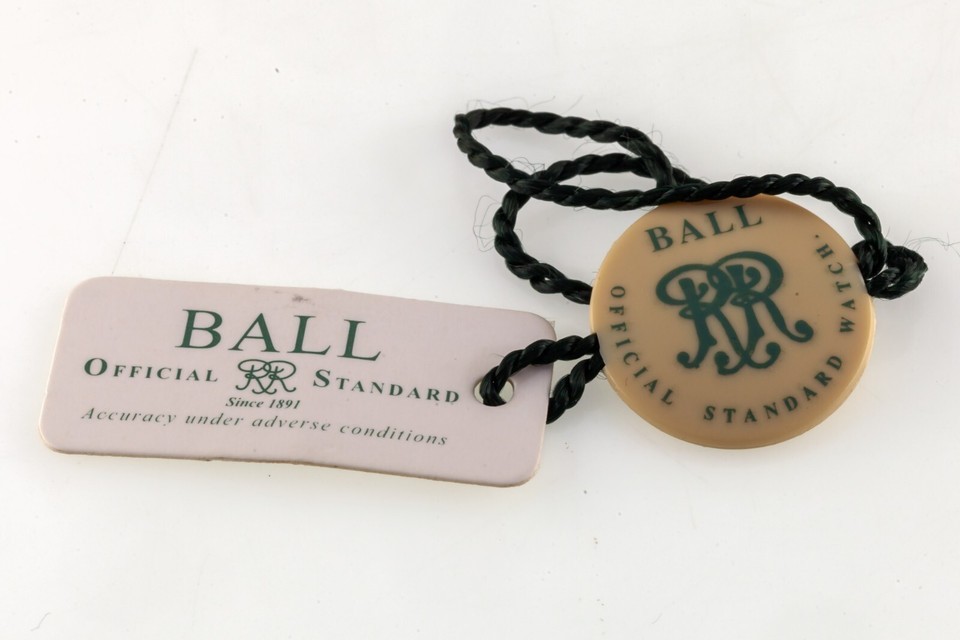 BALL
OFFICIAL RR STANDARD
Since 1891
Accuracy under adverse conditions
BALL
RR
OFFICIAL STANDARD WATCH.